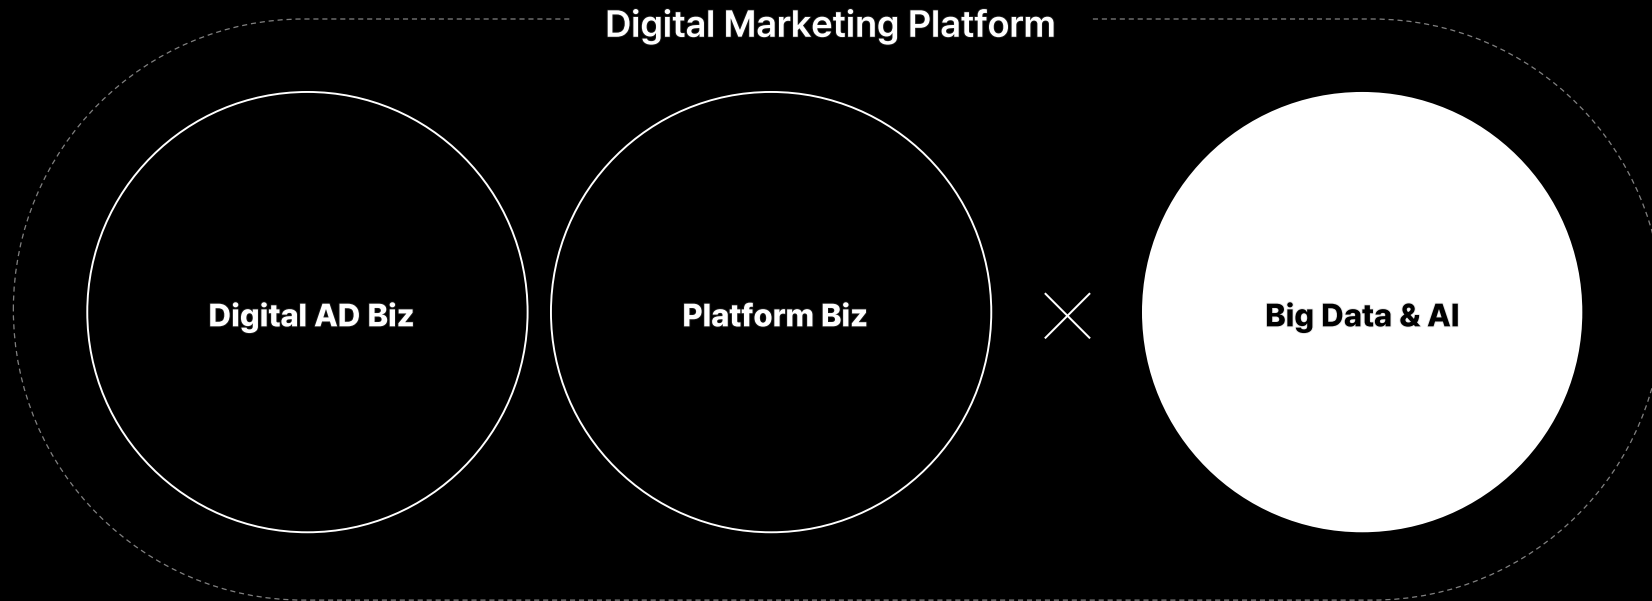 Digital Marketing Platform
Digital AD Biz
Platform Biz
Big Data & AI